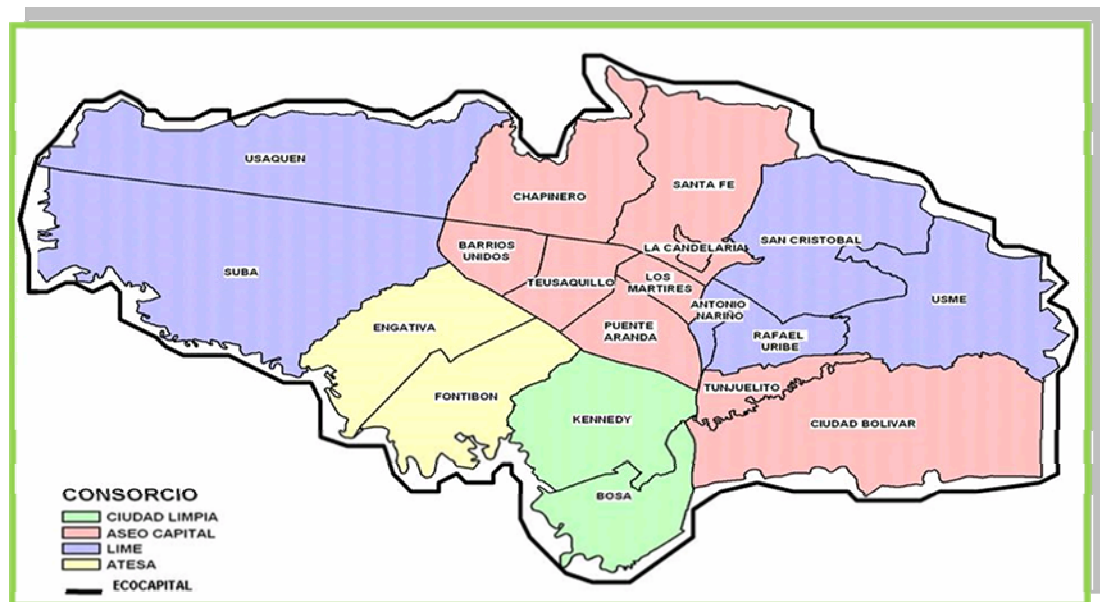 USAQUEN
CHAPINERO
SANTA FE
BARRIOS
UNIDOS
LA CANDELARIA
SAN CRISTOBAL
SUBA
TEUSAQUILLO
LOS
MARTIRES
ANTONIO
NARIÑO
USME
ENGATIVA
PUENTE
ARANDA
RAFAEL
URIBE
FONTIBON
TUNJUELITO
KENNEDY
CIUDAD BOLIVAR
BOSA
CONSORCIO
CIUDAD LIMPIA
ASEO CAPITAL
LIME
ATESA
ECOCAPITAL